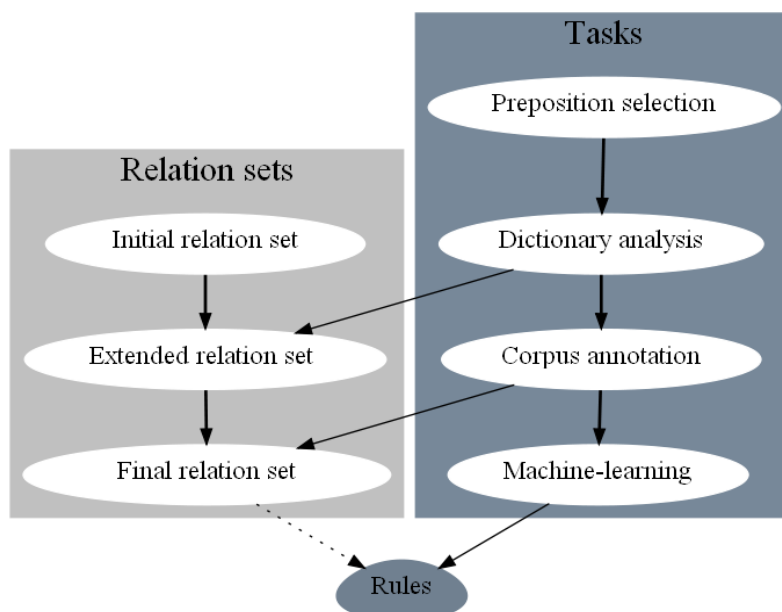 Tasks
Preposition selection
Relation sets
Initial relation set
Dictionary analysis
Extended relation set
Corpus annotation
Final relation set
Machine-learning
Rules